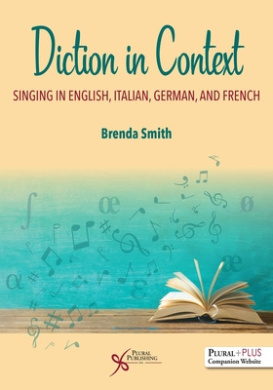 Diction in Context
SINGING IN ENGLISH, ITALIAN, GERMAN, AND FRENCH
Brenda Smith
œ
ø
œ
ø
PLURAL
PUBLISHING
PLURAL+PLUS
Companion Website